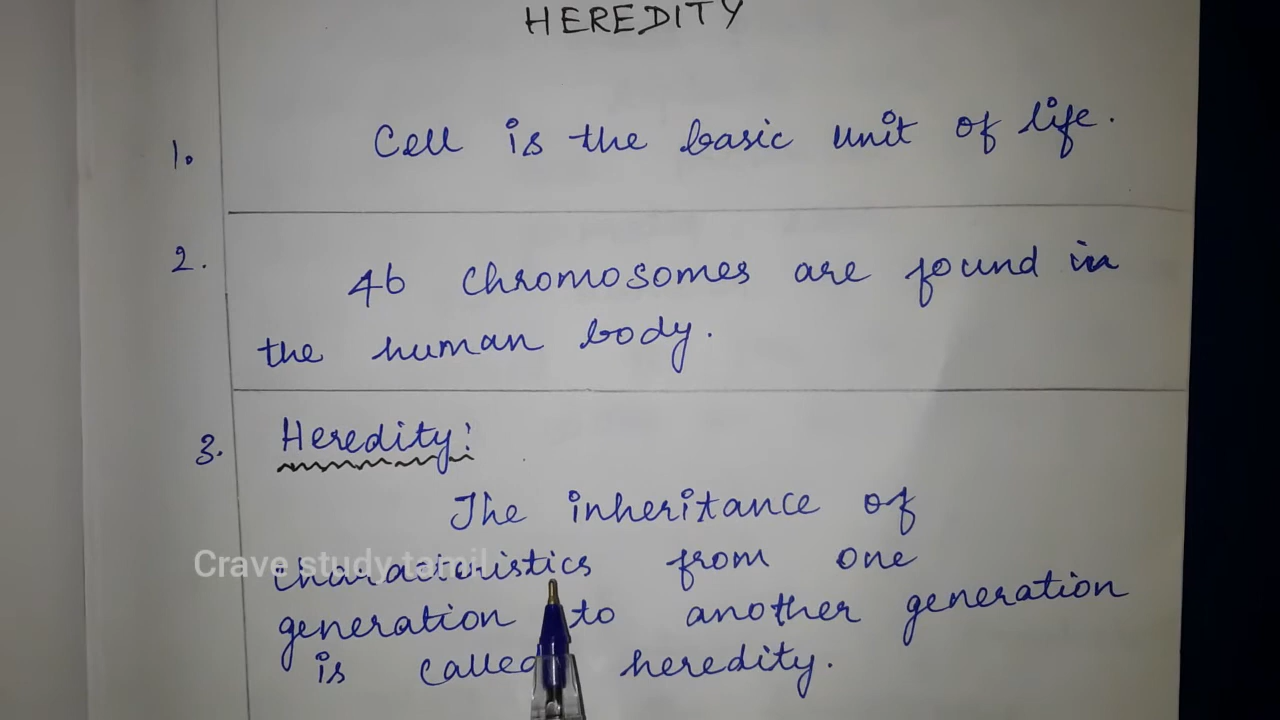 HEREDITY
1. Cell is the basic unit of life.
2. 46 chromosomes are found in
the human body.
3. Heredity:
The inheritance of
Crave study tamil
characteristics from one
generation to another generation
is called heredity.